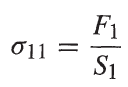 σ₁₁ = F₁ / S₁